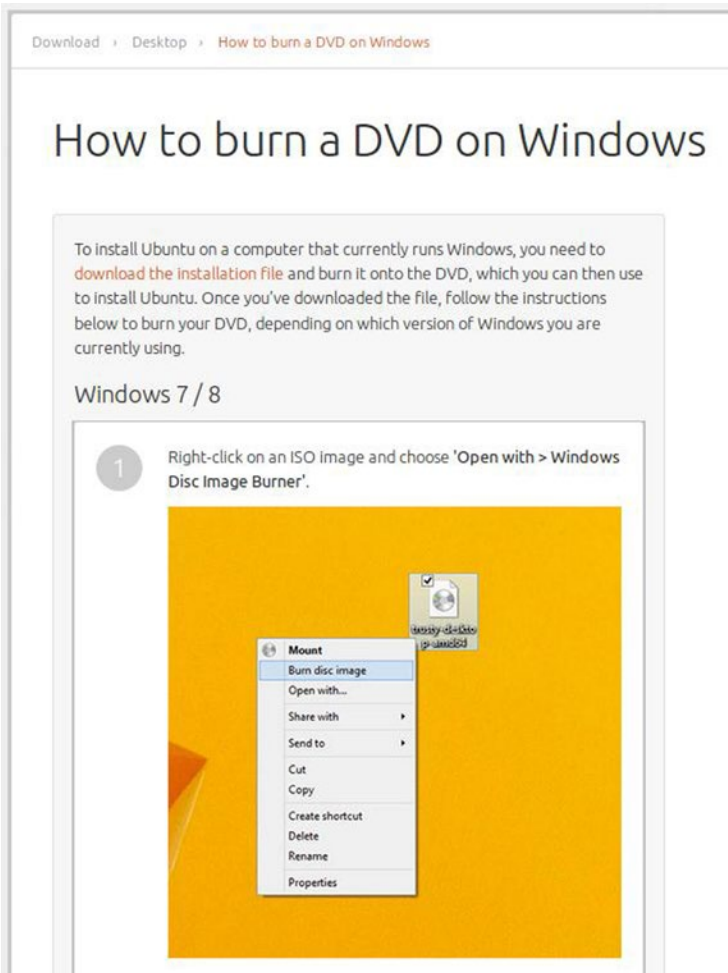 Download › Desktop › How to burn a DVD on Windows
How to burn a DVD on Windows
To install Ubuntu on a computer that currently runs Windows, you need to
download the installation file and burn it onto the DVD, which you can then use
to install Ubuntu. Once you've downloaded the file, follow the instructions
below to burn your DVD, depending on which version of Windows you are
currently using.
Windows 7 / 8
1
Right-click on an ISO image and choose 'Open with > Windows
Disc Image Burner'.
trusty-deskto
p-amd64
Mount
Burn disc image
Open with...
Share with
Send to
Cut
Copy
Create shortcut
Delete
Rename
Properties